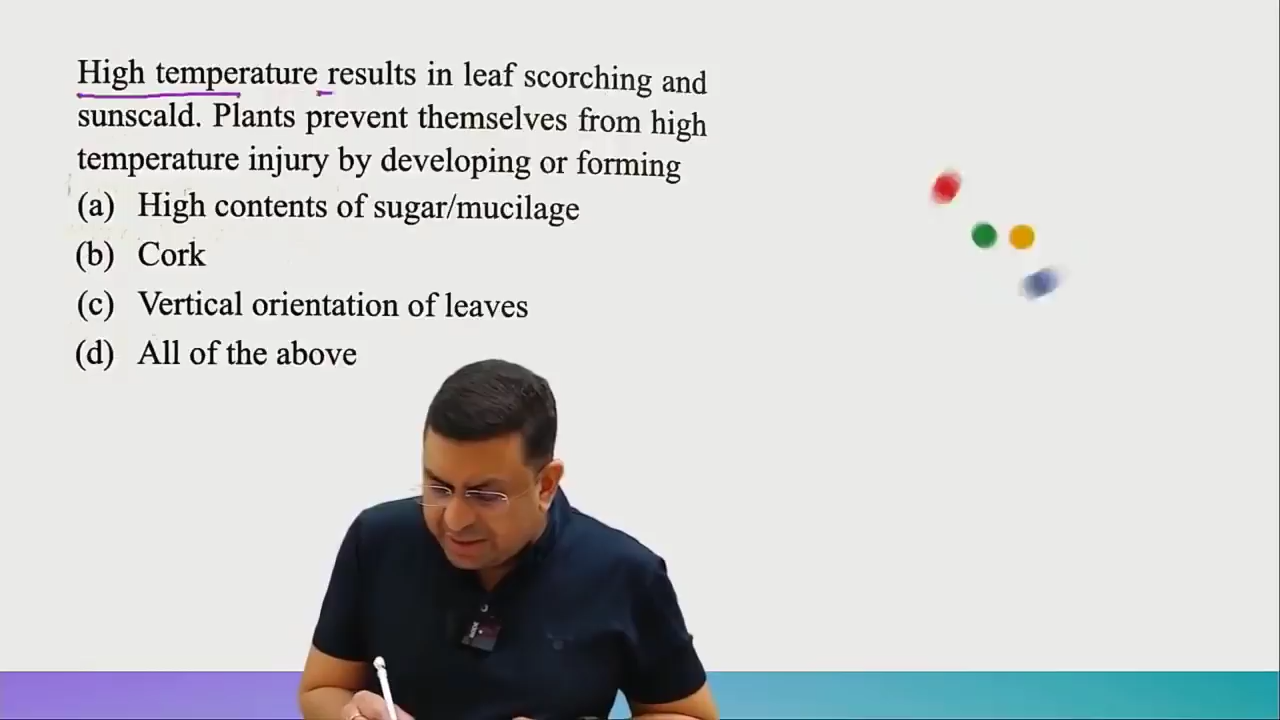 High temperature results in leaf scorching and
sunscald. Plants prevent themselves from high
temperature injury by developing or forming
(a) High contents of sugar/mucilage
(b) Cork
(c) Vertical orientation of leaves
(d) All of the above